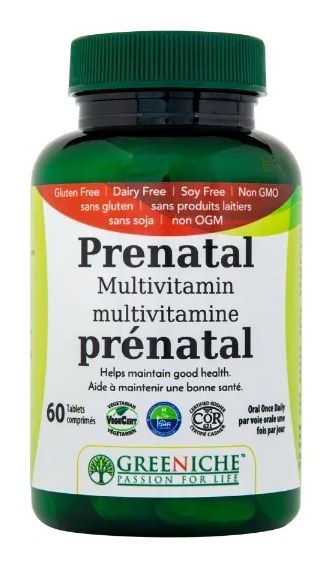 Gluten Free | Dairy Free | Soy Free | Non GMO
sans gluten | sans produits laitiers
sans soja | non OGM
Prenatal
Multivitamin
multivitamine
prénatal
Helps maintain good health.
Aide à maintenir une bonne santé.
60 Tablets
comprimés
VEGETARIAN
VegeCert
VÉGÉTARIEN
CERTIFIED KOSHER
COR
CERTIFIÉ CASHER
Oral Once Daily
par voie orale une
fois par jour
GREENICHE™
PASSION FOR LIFE